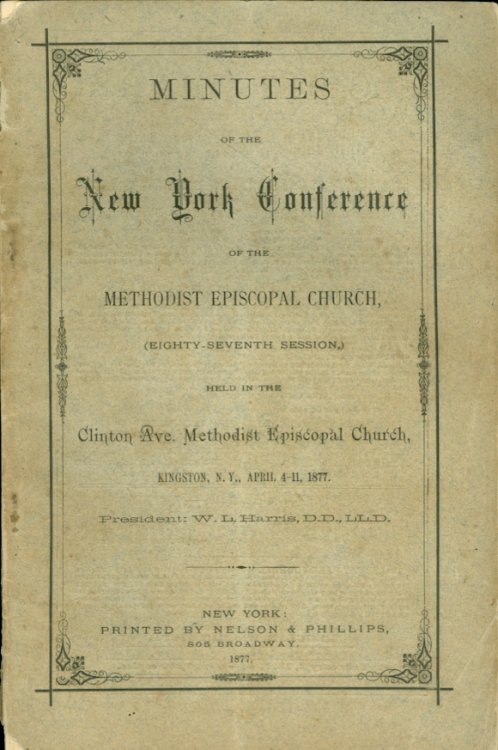 MINUTES
OF THE
New York Conference
OF THE
METHODIST EPISCOPAL CHURCH,
(EIGHTY-SEVENTH SESSION,)
HELD IN THE
Clinton Ave. Methodist Episcopal Church,
KINGSTON, N. Y., APRIL 4-11, 1877.
President: W. L. Harris, D.D., LL.D.
NEW YORK:
PRINTED BY NELSON & PHILLIPS,
805 BROADWAY.
1877.